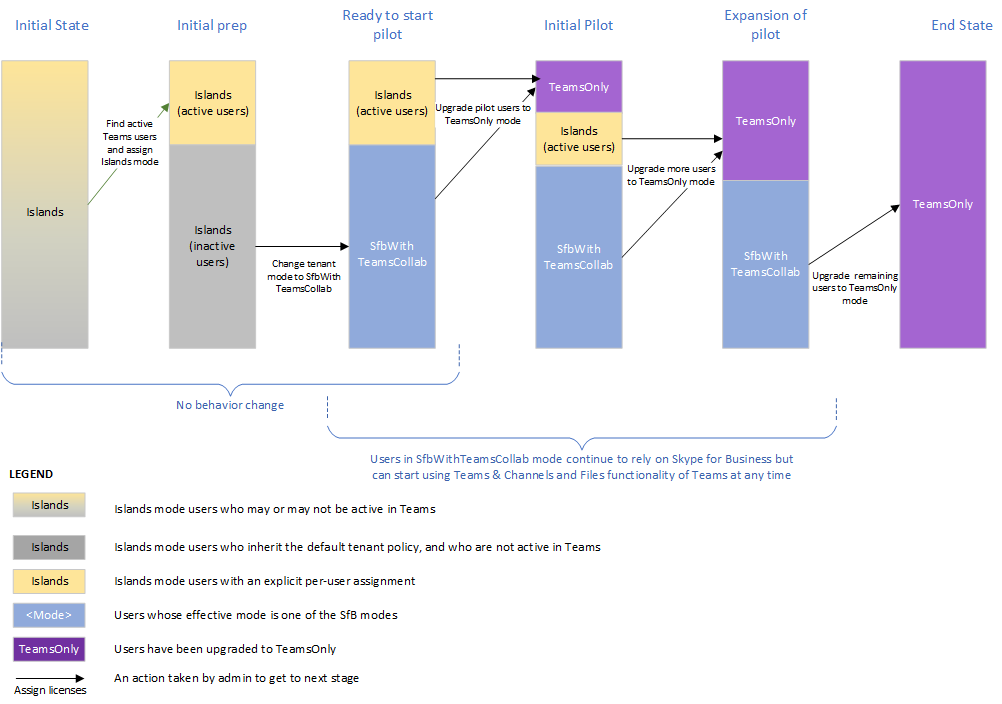 Initial State
Initial prep
Ready to start
pilot
Initial Pilot
Expansion of
pilot
End State
Islands
Find active
Teams users
and assign
Islands mode
Islands
(active users)
Islands
(inactive
users)
Change tenant
mode to SfbWith
TeamsCollab
Islands
(active users)
SfbWith
TeamsCollab
Upgrade pilot users to
TeamsOnly mode
TeamsOnly
Islands
(active users)
SfbWith
TeamsCollab
Upgrade more users
to TeamsOnly mode
TeamsOnly
SfbWith
TeamsCollab
Upgrade remaining
users to TeamsOnly
mode
TeamsOnly
No behavior change
Users in SfbWithTeamsCollab mode continue to rely on Skype for Business but
can start using Teams & Channels and Files functionality of Teams at any time
LEGEND
Islands
Islands mode users who may or may not be active in Teams
Islands
Islands mode users who inherit the default tenant policy, and who are not active in Teams
Islands
Islands mode users with an explicit per-user assignment
<Mode>
Users whose effective mode is one of the SfB modes
TeamsOnly
Users have been upgraded to TeamsOnly
Assign licenses
An action taken by admin to get to next stage